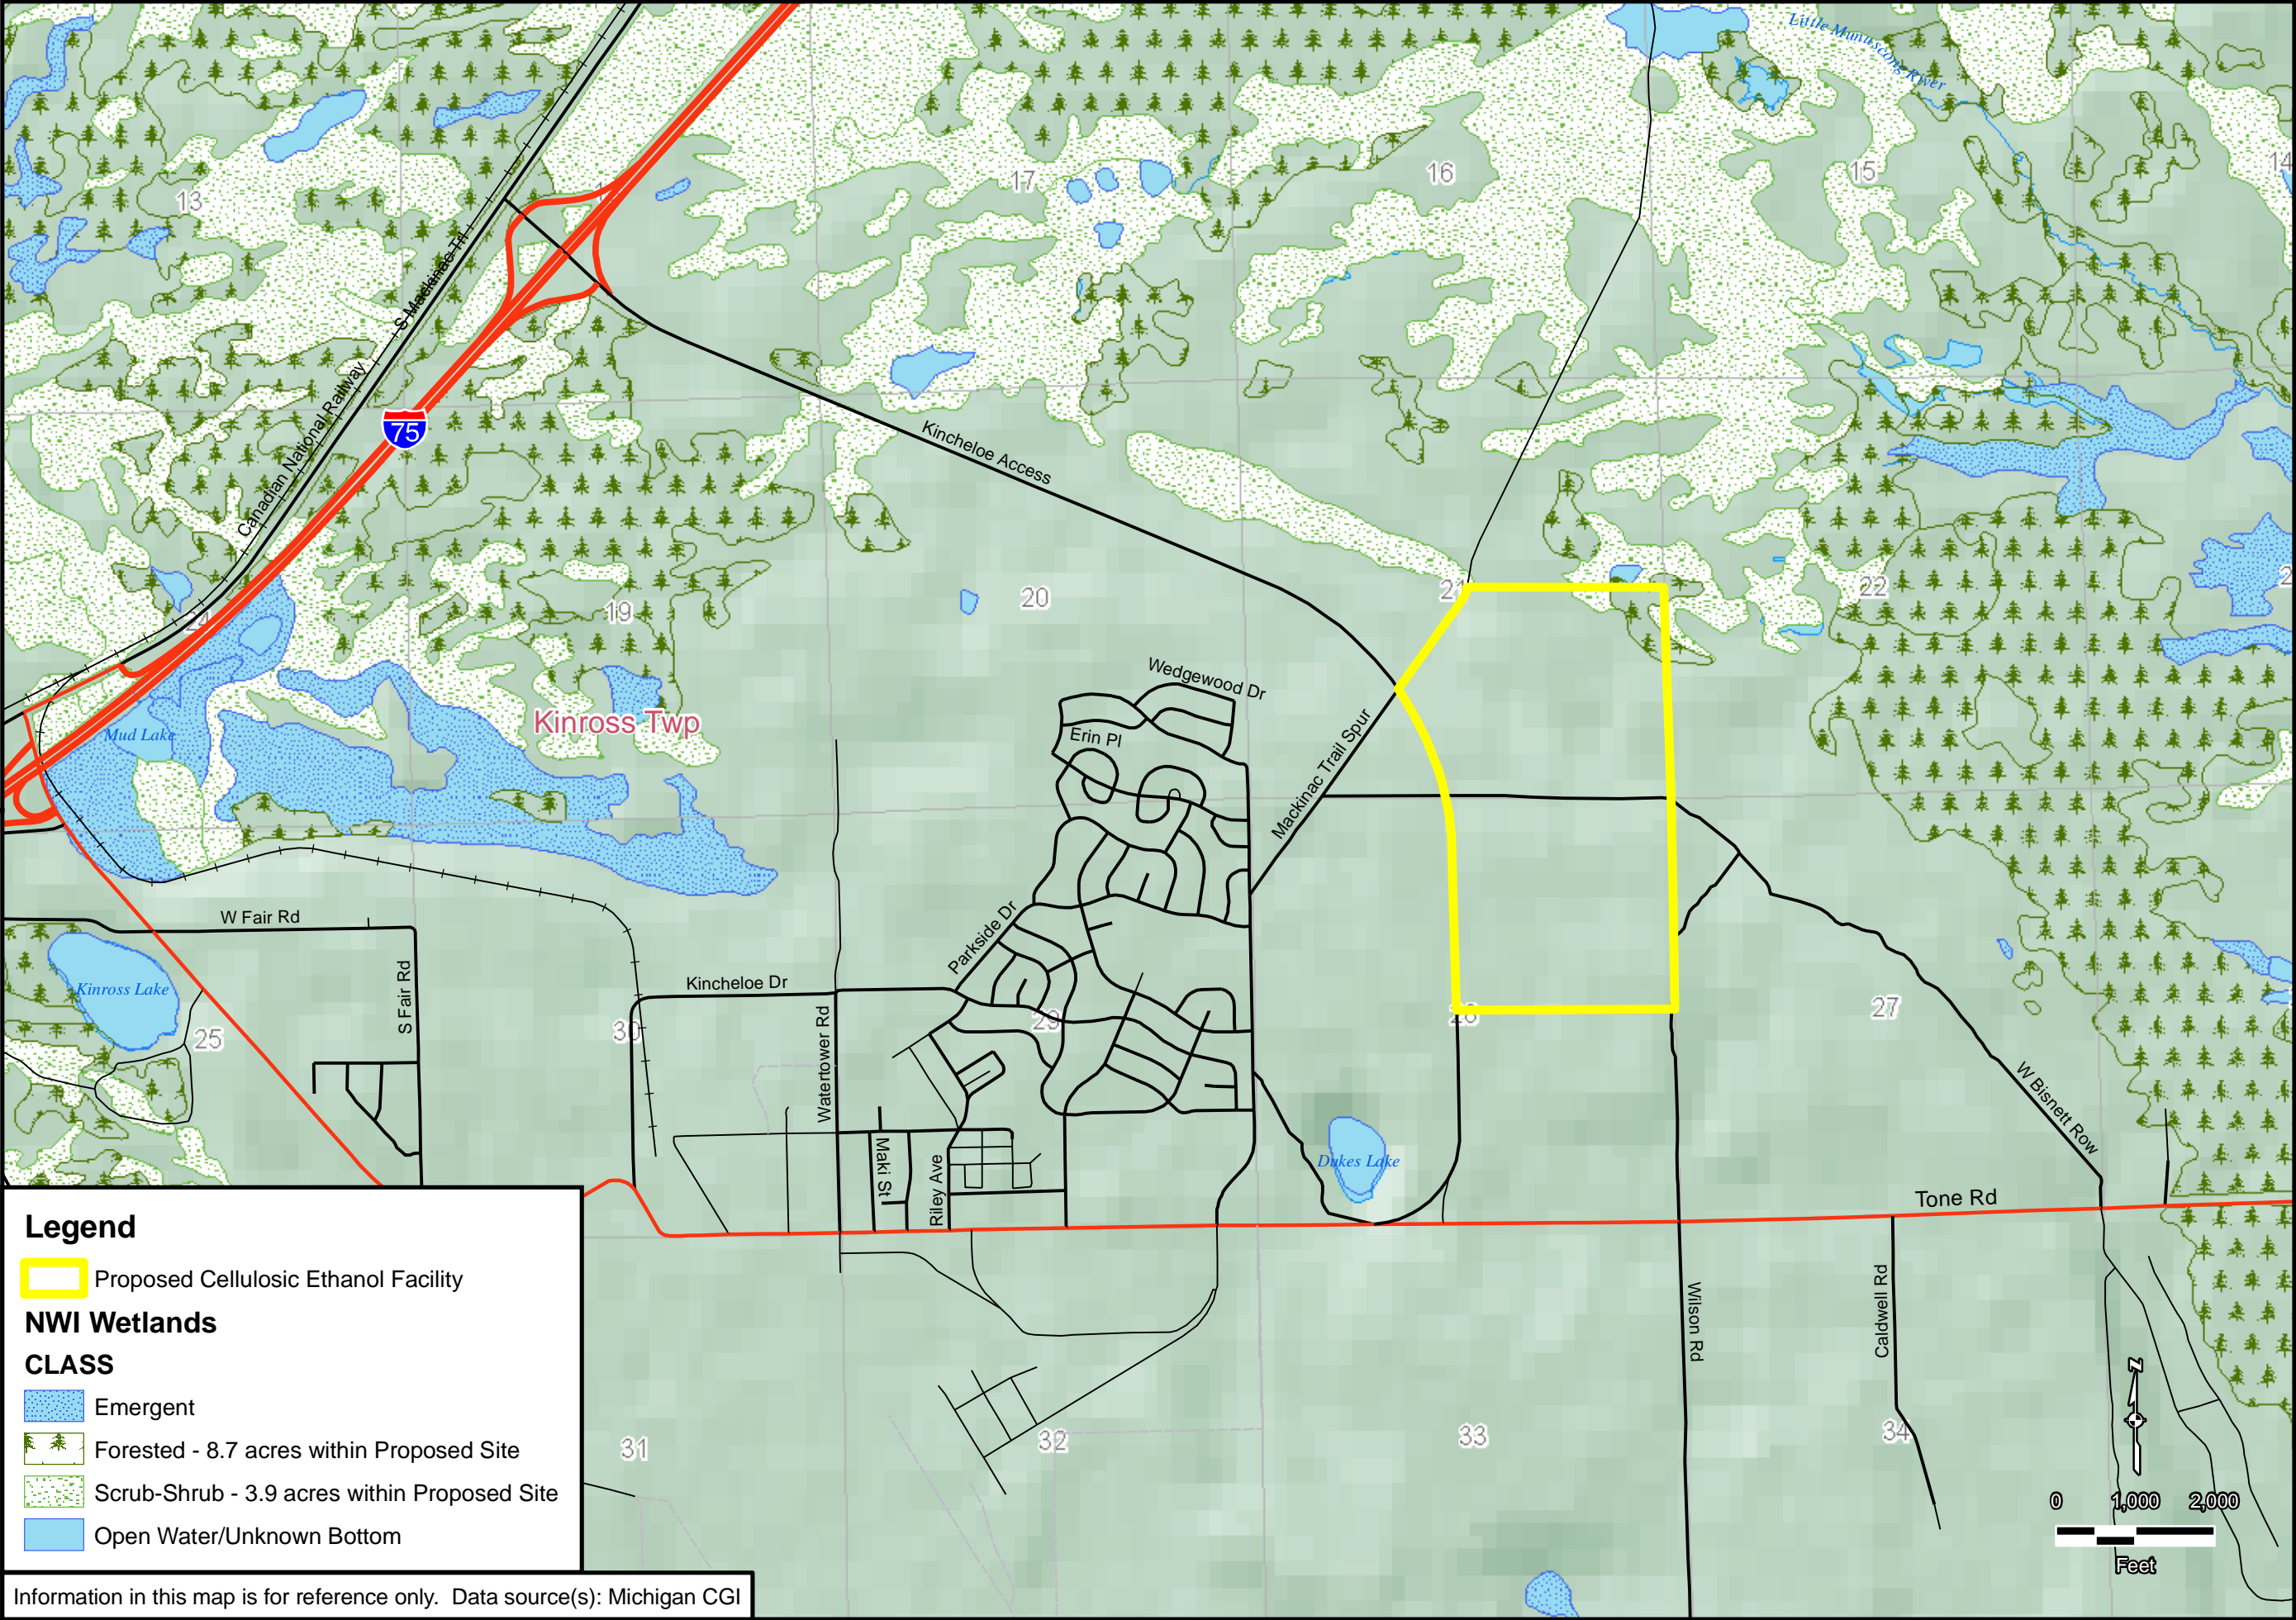 Little Munuscong River
13
17
16
15
14
S Mackinac Trl
Canadian National Railway
75
Kincheloe Access
19
20
21
22
24
Wedgewood Dr
Kinross Twp
Erin Pl
Mackinac Trail Spur
Mud Lake
W Fair Rd
Parkside Dr
Kincheloe Dr
S Fair Rd
Kinross Lake
25
30
29
28
27
Watertower Rd
Maki St
Riley Ave
Dukes Lake
W Bisnett Row
Tone Rd
Wilson Rd
Caldwell Rd
31
32
33
34
Legend
Proposed Cellulosic Ethanol Facility
NWI Wetlands
CLASS
Emergent
Forested - 8.7 acres within Proposed Site
Scrub-Shrub - 3.9 acres within Proposed Site
Open Water/Unknown Bottom
N
0 1,000 2,000
Feet
Information in this map is for reference only. Data source(s): Michigan CGI